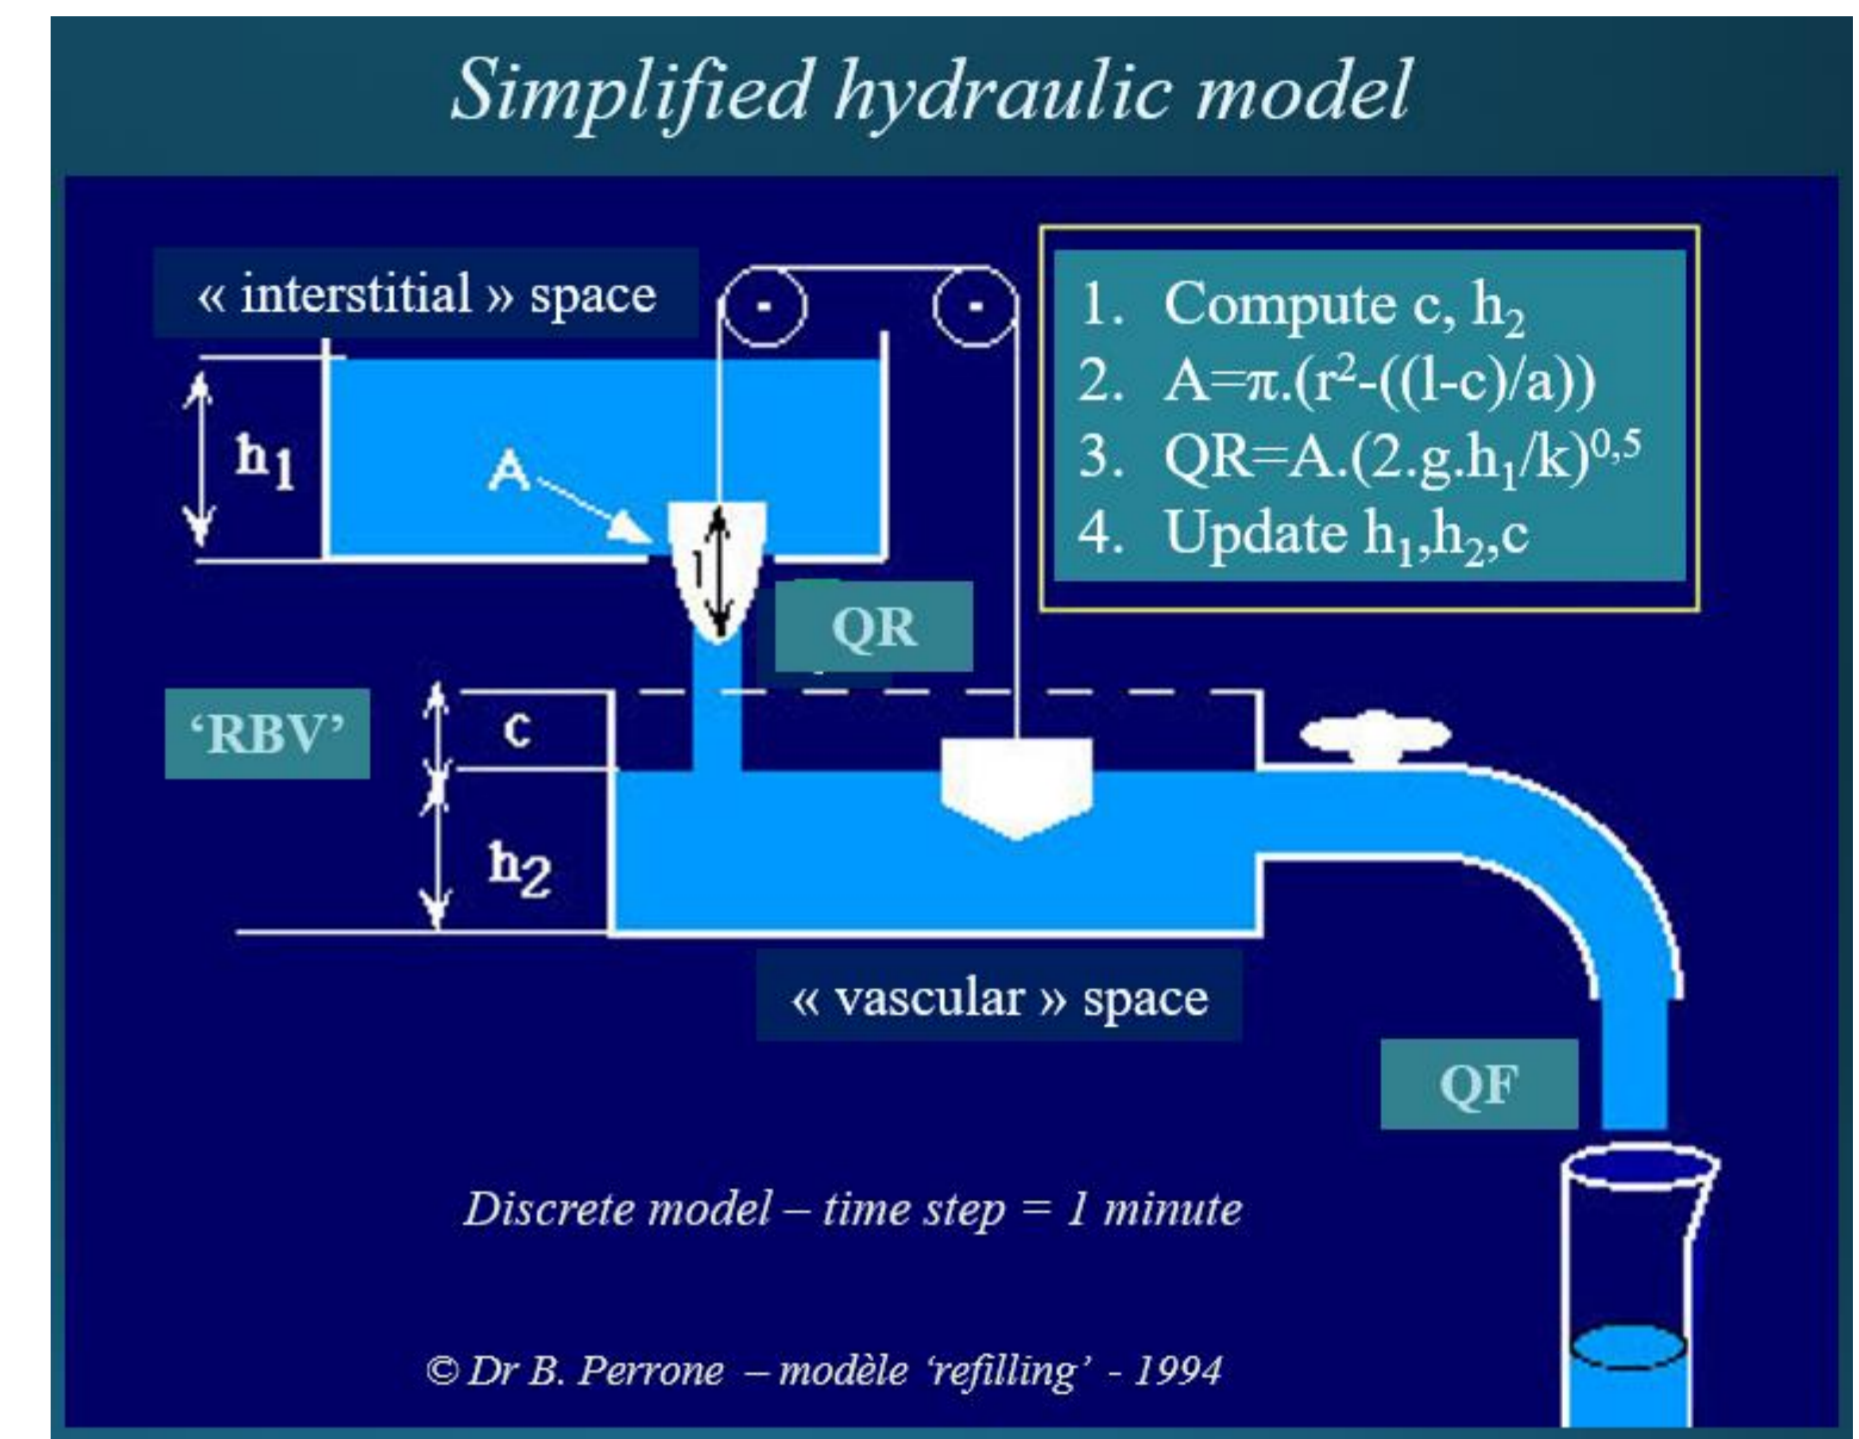 Simplified hydraulic model
« interstitial » space
1. Compute c, h₂
2. A=π.(r²-((l-c)/a))
3. QR=A.(2.g.h₁/k)⁰,⁵
4. Update h₁,h₂,c
h₁
A
l
QR
‘RBV’
c
h₂
« vascular » space
QF
Discrete model – time step = 1 minute
© Dr B. Perrone – modèle ‘refilling’ - 1994